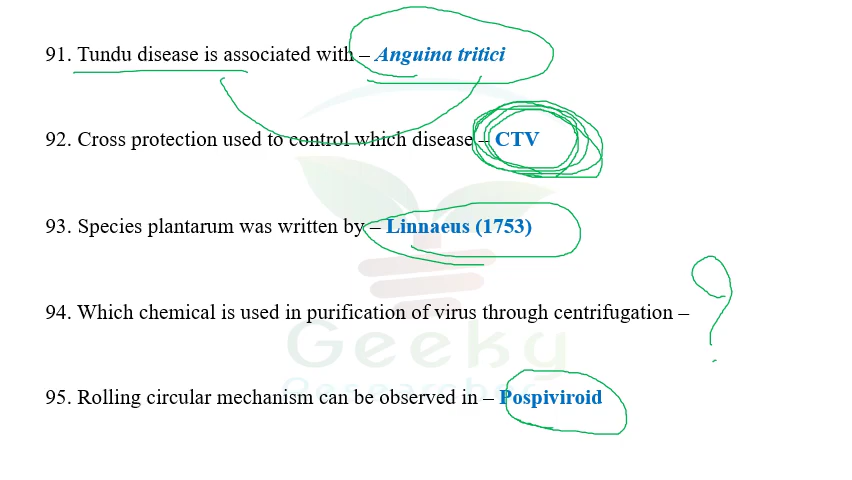 91. Tundu disease is associated with – Anguina tritici
92. Cross protection used to control which disease – CTV
93. Species plantarum was written by – Linnaeus (1753)
94. Which chemical is used in purification of virus through centrifugation – ?
Geeky
Researcher
95. Rolling circular mechanism can be observed in – Pospiviroid